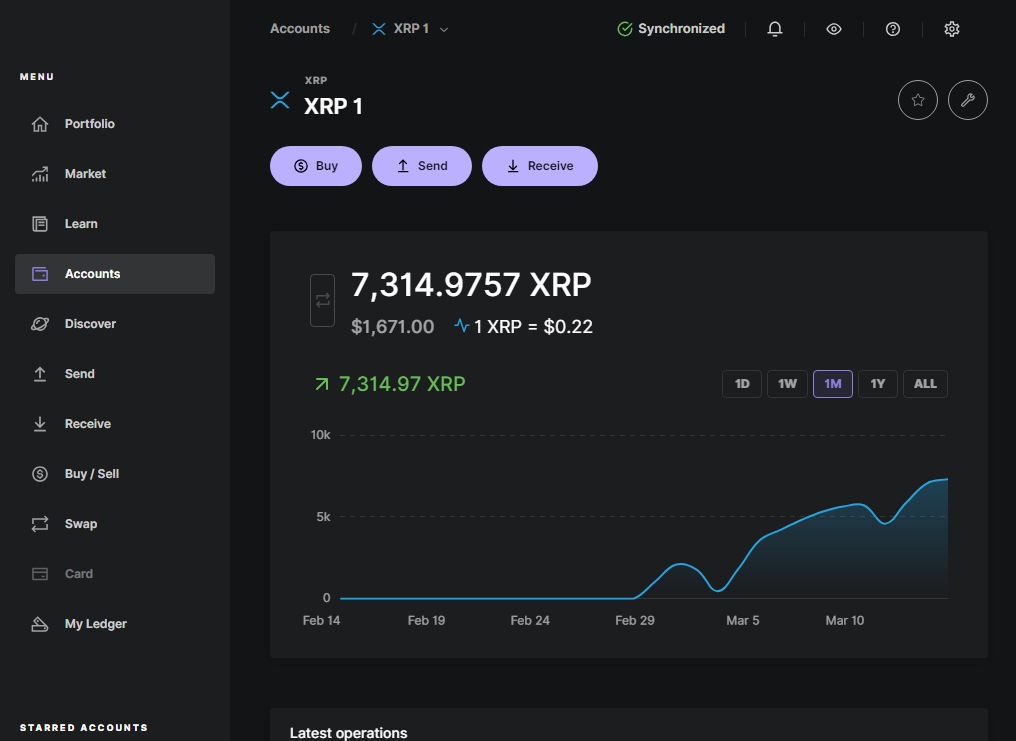 Accounts / XRP 1
Synchronized
MENU
Portfolio
Market
Learn
Accounts
Discover
Send
Receive
Buy / Sell
Swap
Card
My Ledger
STARRED ACCOUNTS
XRP
XRP 1
Buy
Send
Receive
7,314.9757 XRP
$1,671.00 1 XRP = $0.22
7,314.97 XRP
1D 1W 1M 1Y ALL
10k
5k
0
Feb 14 Feb 19 Feb 24 Feb 29 Mar 5 Mar 10
Latest operations